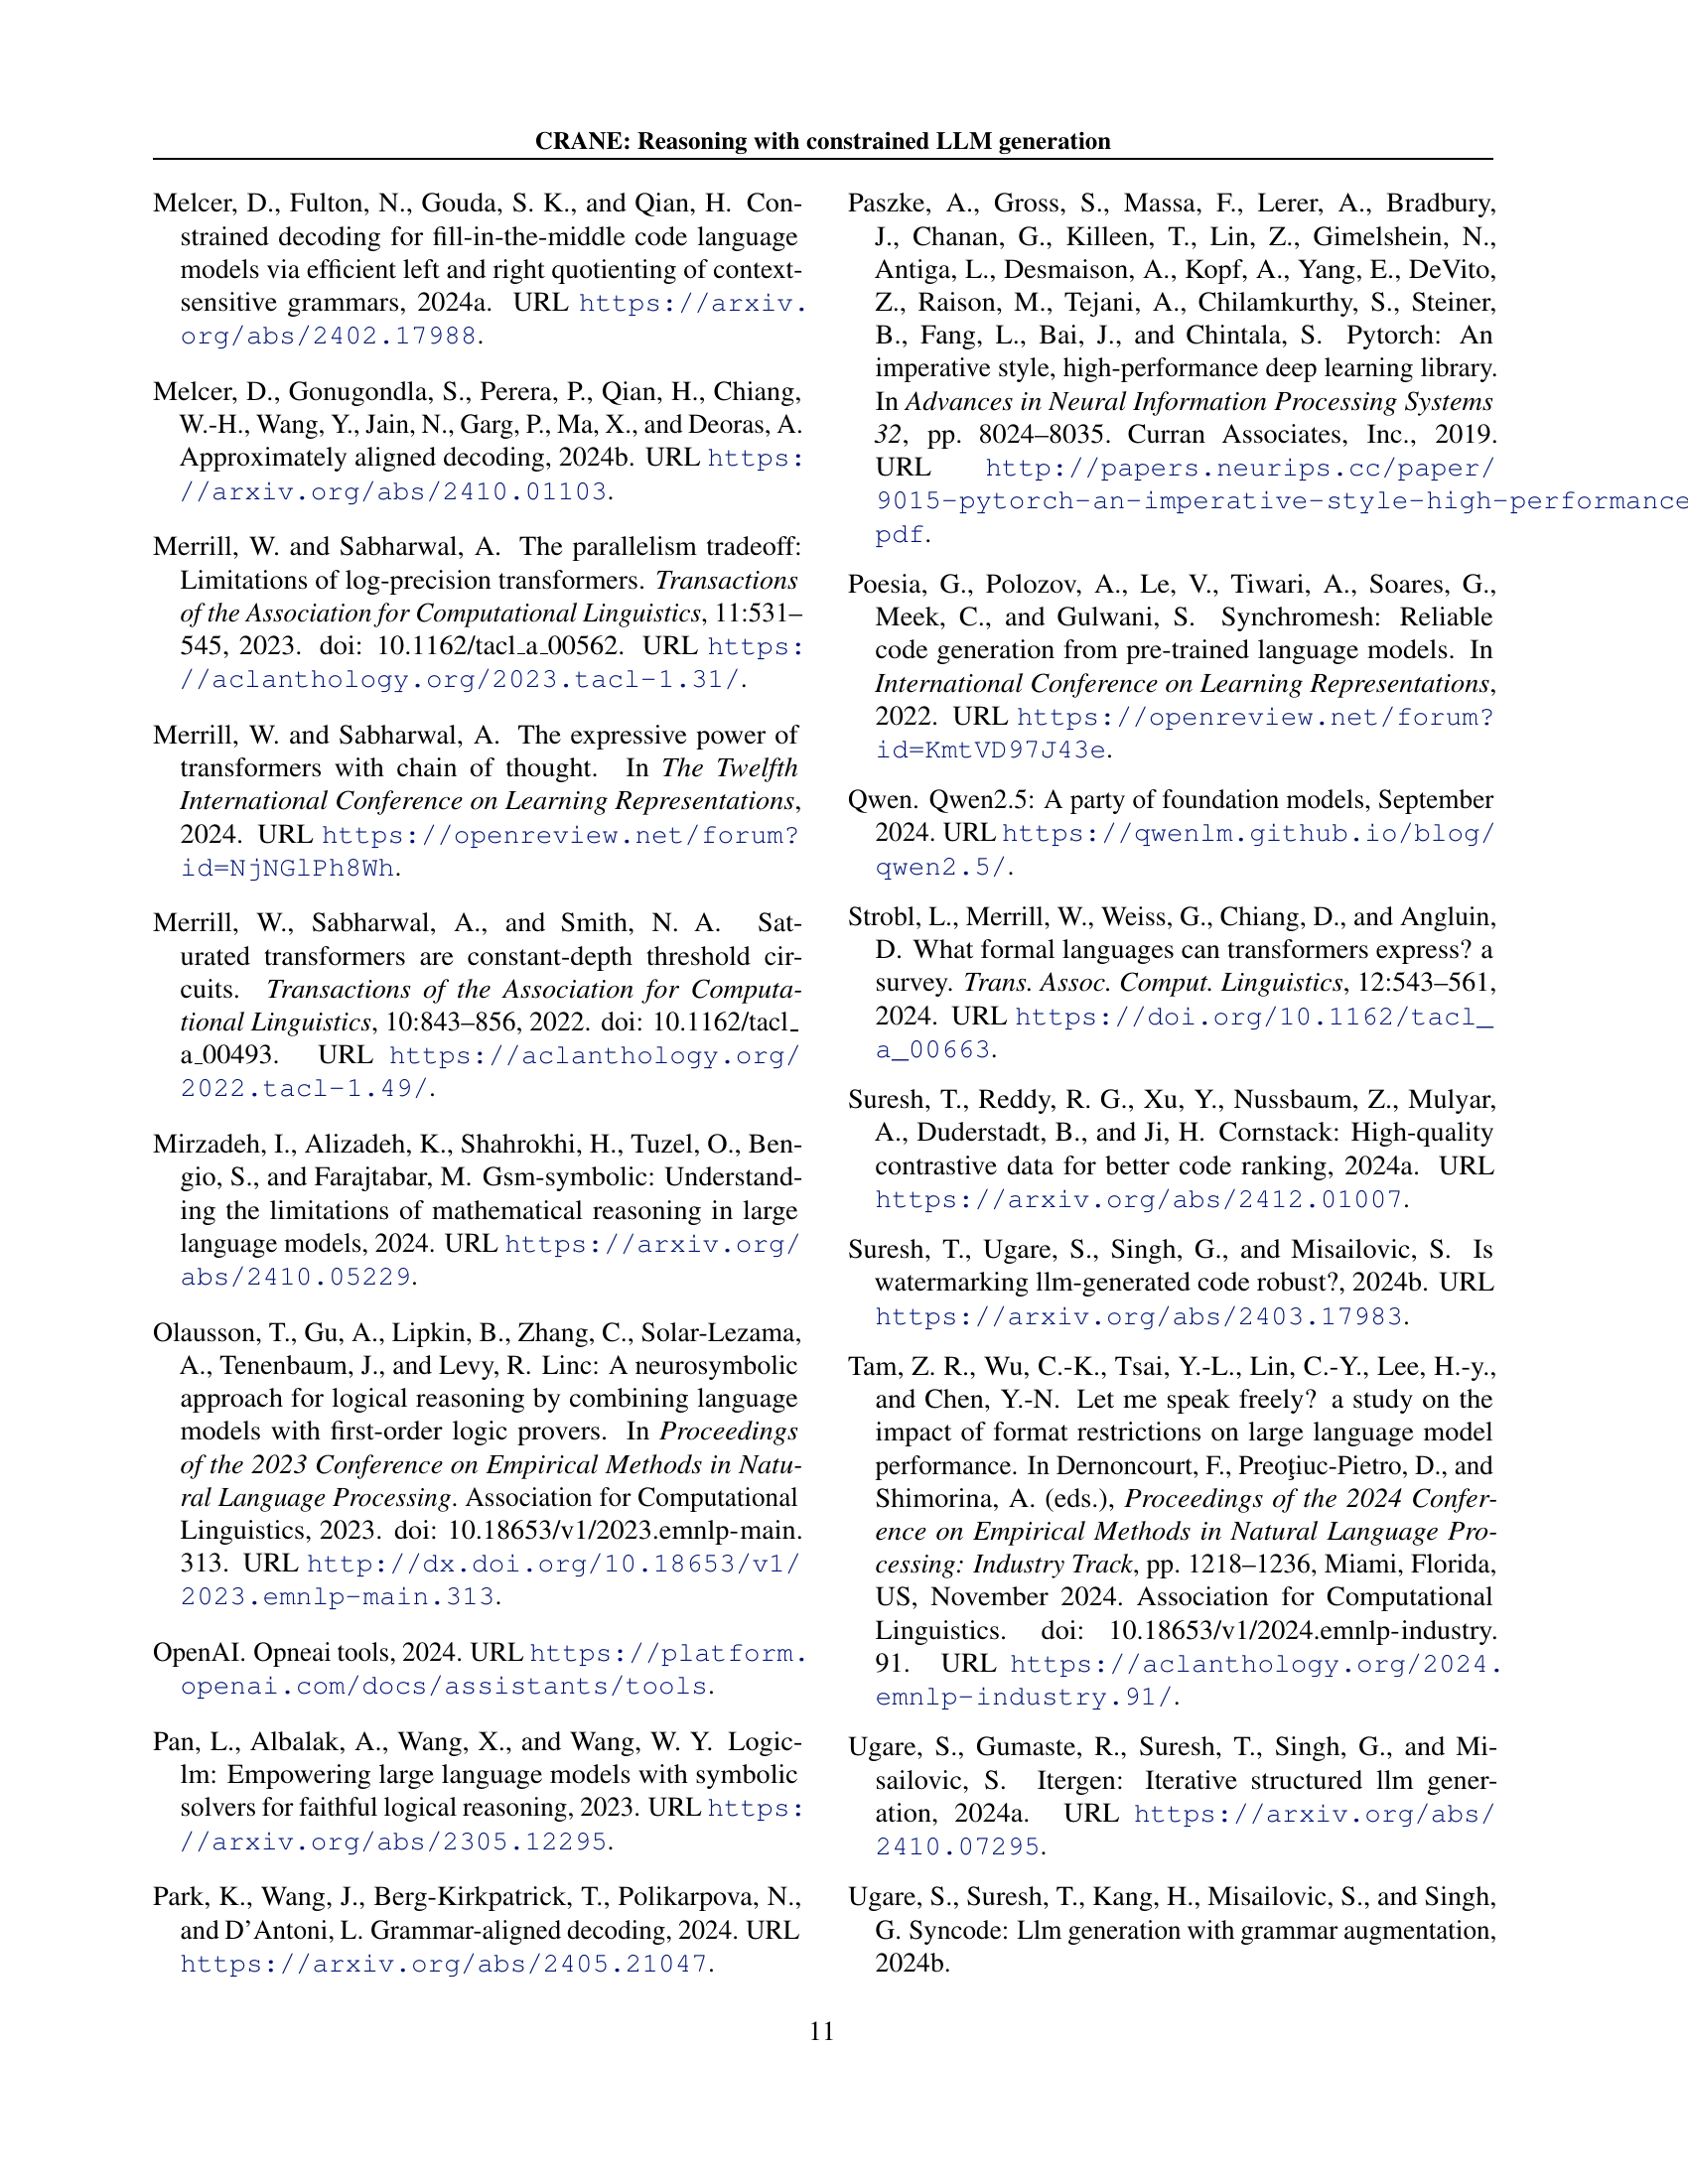 CRANE: Reasoning with constrained LLM generation
Melcer, D., Fulton, N., Gouda, S. K., and Qian, H. Con-
strained decoding for fill-in-the-middle code language
models via efficient left and right quotienting of context-
sensitive grammars, 2024a. URL https://arxiv.
org/abs/2402.17988.
Melcer, D., Gonugondla, S., Perera, P., Qian, H., Chiang,
W.-H., Wang, Y., Jain, N., Garg, P., Ma, X., and Deoras, A.
Approximately aligned decoding, 2024b. URL https:
//arxiv.org/abs/2410.01103.
Merrill, W. and Sabharwal, A. The parallelism tradeoff:
Limitations of log-precision transformers. Transactions
of the Association for Computational Linguistics, 11:531–
545, 2023. doi: 10.1162/tacl_a_00562. URL https:
//aclanthology.org/2023.tacl-1.31/.
Merrill, W. and Sabharwal, A. The expressive power of
transformers with chain of thought. In The Twelfth
International Conference on Learning Representations,
2024. URL https://openreview.net/forum?
id=NjNGlPh8Wh.
Merrill, W., Sabharwal, A., and Smith, N. A. Sat-
urated transformers are constant-depth threshold cir-
cuits. Transactions of the Association for Computa-
tional Linguistics, 10:843–856, 2022. doi: 10.1162/tacl_
a_00493. URL https://aclanthology.org/
2022.tacl-1.49/.
Mirzadeh, I., Alizadeh, K., Shahrokhi, H., Tuzel, O., Ben-
gio, S., and Farajtabar, M. Gsm-symbolic: Understand-
ing the limitations of mathematical reasoning in large
language models, 2024. URL https://arxiv.org/
abs/2410.05229.
Olausson, T., Gu, A., Lipkin, B., Zhang, C., Solar-Lezama,
A., Tenenbaum, J., and Levy, R. Linc: A neurosymbolic
approach for logical reasoning by combining language
models with first-order logic provers. In Proceedings
of the 2023 Conference on Empirical Methods in Natu-
ral Language Processing. Association for Computational
Linguistics, 2023. doi: 10.18653/v1/2023.emnlp-main.
313. URL http://dx.doi.org/10.18653/v1/
2023.emnlp-main.313.
OpenAI. Opneai tools, 2024. URL https://platform.
openai.com/docs/assistants/tools.
Pan, L., Albalak, A., Wang, X., and Wang, W. Y. Logic-
lm: Empowering large language models with symbolic
solvers for faithful logical reasoning, 2023. URL https:
//arxiv.org/abs/2305.12295.
Park, K., Wang, J., Berg-Kirkpatrick, T., Polikarpova, N.,
and D'Antoni, L. Grammar-aligned decoding, 2024. URL
https://arxiv.org/abs/2405.21047.
Paszke, A., Gross, S., Massa, F., Lerer, A., Bradbury,
J., Chanan, G., Killeen, T., Lin, Z., Gimelshein, N.,
Antiga, L., Desmaison, A., Kopf, A., Yang, E., DeVito,
Z., Raison, M., Tejani, A., Chilamkurthy, S., Steiner,
B., Fang, L., Bai, J., and Chintala, S. Pytorch: An
imperative style, high-performance deep learning library.
In Advances in Neural Information Processing Systems
32, pp. 8024–8035. Curran Associates, Inc., 2019.
URL http://papers.neurips.cc/paper/
9015-pytorch-an-imperative-style-high-performance
pdf.
Poesia, G., Polozov, A., Le, V., Tiwari, A., Soares, G.,
Meek, C., and Gulwani, S. Synchromesh: Reliable
code generation from pre-trained language models. In
International Conference on Learning Representations,
2022. URL https://openreview.net/forum?
id=KmtVD97J43e.
Qwen. Qwen2.5: A party of foundation models, September
2024. URL https://qwenlm.github.io/blog/
qwen2.5/.
Strobl, L., Merrill, W., Weiss, G., Chiang, D., and Angluin,
D. What formal languages can transformers express? a
survey. Trans. Assoc. Comput. Linguistics, 12:543–561,
2024. URL https://doi.org/10.1162/tacl_
a_00663.
Suresh, T., Reddy, R. G., Xu, Y., Nussbaum, Z., Mulyar,
A., Duderstadt, B., and Ji, H. Cornstack: High-quality
contrastive data for better code ranking, 2024a. URL
https://arxiv.org/abs/2412.01007.
Suresh, T., Ugare, S., Singh, G., and Misailovic, S. Is
watermarking llm-generated code robust?, 2024b. URL
https://arxiv.org/abs/2403.17983.
Tam, Z. R., Wu, C.-K., Tsai, Y.-L., Lin, C.-Y., Lee, H.-y.,
and Chen, Y.-N. Let me speak freely? a study on the
impact of format restrictions on large language model
performance. In Dernoncourt, F., Preoţiuc-Pietro, D., and
Shimorina, A. (eds.), Proceedings of the 2024 Confer-
ence on Empirical Methods in Natural Language Pro-
cessing: Industry Track, pp. 1218–1236, Miami, Florida,
US, November 2024. Association for Computational
Linguistics. doi: 10.18653/v1/2024.emnlp-industry.
91. URL https://aclanthology.org/2024.
emnlp-industry.91/.
Ugare, S., Gumaste, R., Suresh, T., Singh, G., and Mi-
sailovic, S. Itergen: Iterative structured llm gener-
ation, 2024a. URL https://arxiv.org/abs/
2410.07295.
Ugare, S., Suresh, T., Kang, H., Misailovic, S., and Singh,
G. Syncode: Llm generation with grammar augmentation,
2024b.
11